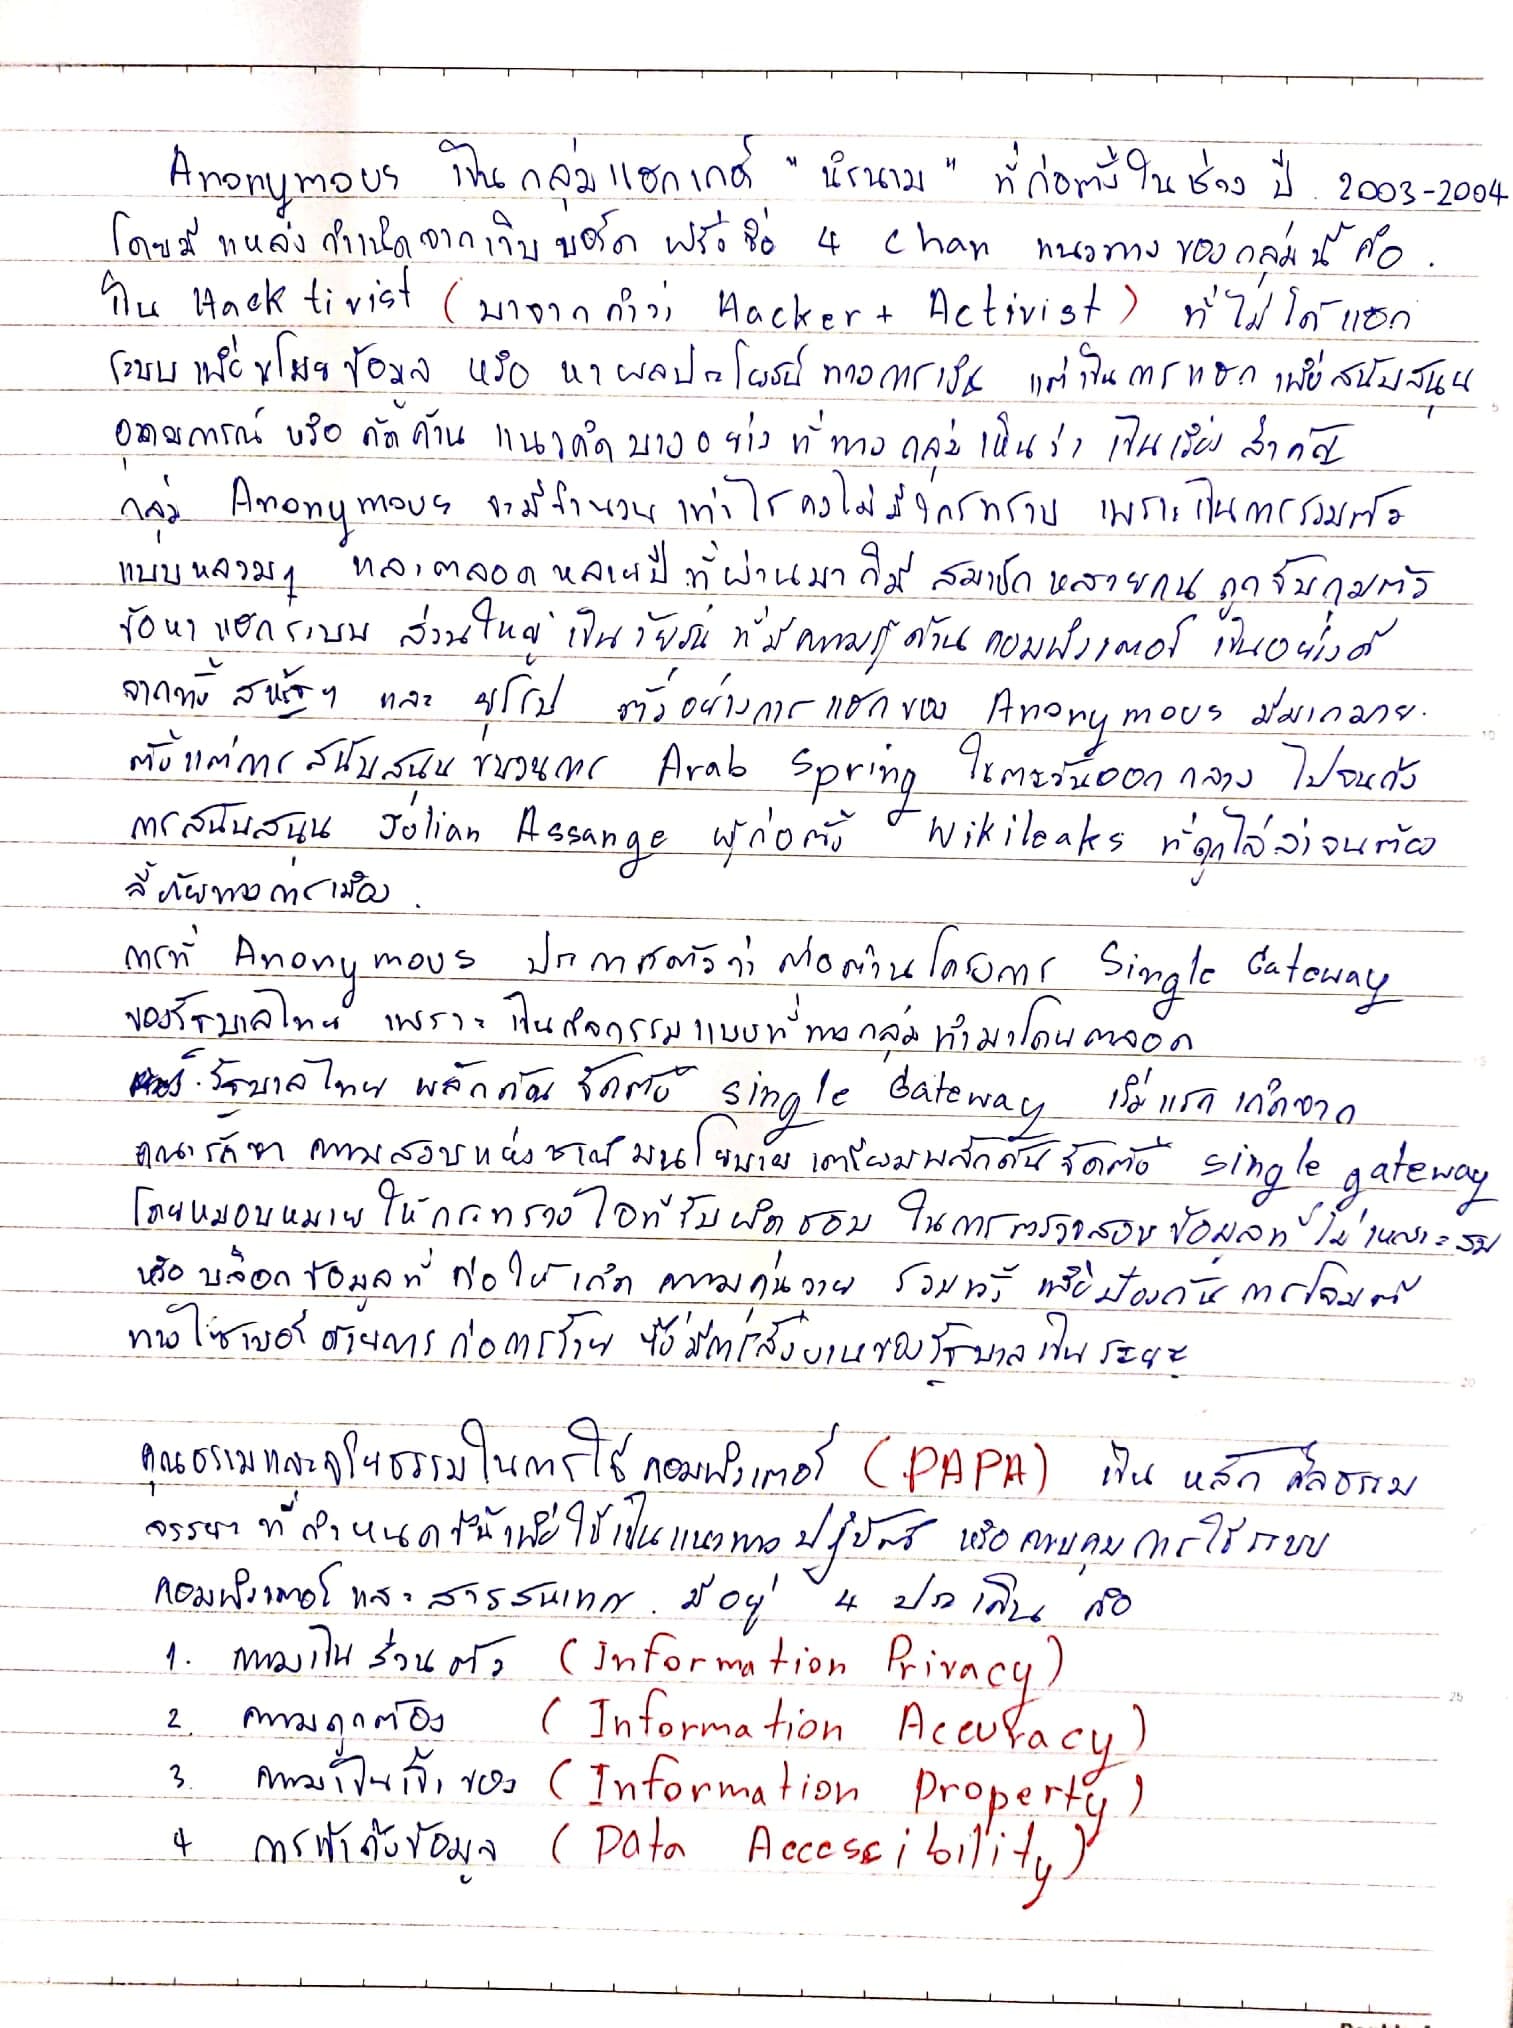 Anonymous เป็นกลุ่มแฮกเกอร์ "นิรนาม" ที่ก่อตั้งในช่วง ปี 2003-2004
โดยมี แหล่งกำเนิดจากเว็บบอร์ด ฟรีชื่อ 4 chan แนวทางของกลุ่มนี้ คือ.
เป็น Hack tivist (มาจากคำว่า Hacker + Activist) ที่ไม่ได้แฮก
ระบบเพื่อขโมยข้อมูล หรือ หาผลประโยชน์ ทางการเงิน แต่เป็นการแฮก เพื่อสนับสนุน
อุดมการณ์ หรือ คัดค้าน แนวคิดบางอย่าง ที่ทางกลุ่มเห็นว่า เป็นเรื่อง สำคัญ
กลุ่ม Anonymous จะมีจำนวนเท่าไรคงไม่มีใครทราบ เพราะเป็นการรวมตัว
แบบหลวมๆ และตลอดหลายปีที่ผ่านมา ก็มี สมาชิกหลายคน ถูกจับกุมตัว
ข้อหาแฮกระบบ ส่วนใหญ่เป็นวัยรุ่น ที่มีความรู้ด้านคอมพิวเตอร์ เป็นอย่างดี
จากทั้ง สหรัฐฯ และ ยุโรป ตัวอย่างการแฮกของ Anonymous มีมากมาย.
ตั้งแต่การสนับสนุนขบวนการ Arab Spring ในตะวันออกกลาง ไปจนถึง
การสนับสนุน Julian Assange ผู้ก่อตั้ง Wikileaks ที่ถูกไล่ล่าจนต้อง
ลี้ภัยทางการเมือง.
การที่ Anonymous ประกาศตัวว่าต่อต้านโครงการ Single Gateway
ของรัฐบาลไทย เพราะเป็นกิจกรรมแบบที่ทางกลุ่มทำมาโดยตลอด
รัฐบาลไทย ผลักดัน จัดตั้ง single Gateway เริ่มแรกเกิดจาก
คณะรักษา ความสงบแห่งชาติมีนโยบาย เตรียมผลักดัน จัดตั้ง single gateway
โดยมอบหมายให้กระทรวงไอทีรับผิดชอบ ในการตรวจสอบข้อมูลที่ไม่เหมาะสม
หรือบล็อกข้อมูลที่ ก่อให้เกิด ความวุ่นวาย รวมทั้ง เพื่อป้องกัน การโจมตี
ทางไซเบอร์ด้วยการก่อการร้าย ซึ่งมีการสั่งงานของรัฐบาลเป็นระยะ
คุณธรรมและจริยธรรมในการใช้คอมพิวเตอร์ (PAPA) เป็น หลัก ศีลธรรม
จรรยา ที่กำหนดขึ้นเพื่อใช้เป็นแนวทางปฏิบัติ หรือควบคุมการใช้ระบบ
คอมพิวเตอร์และสารสนเทศ. มีอยู่ 4 ประเด็น คือ
1. ความเป็นส่วนตัว (Information Privacy)
2. ความถูกต้อง (Information Accuracy)
3. ความเป็นเจ้าของ (Information property)
4 การเข้าถึงข้อมูล (Data Accessibility)